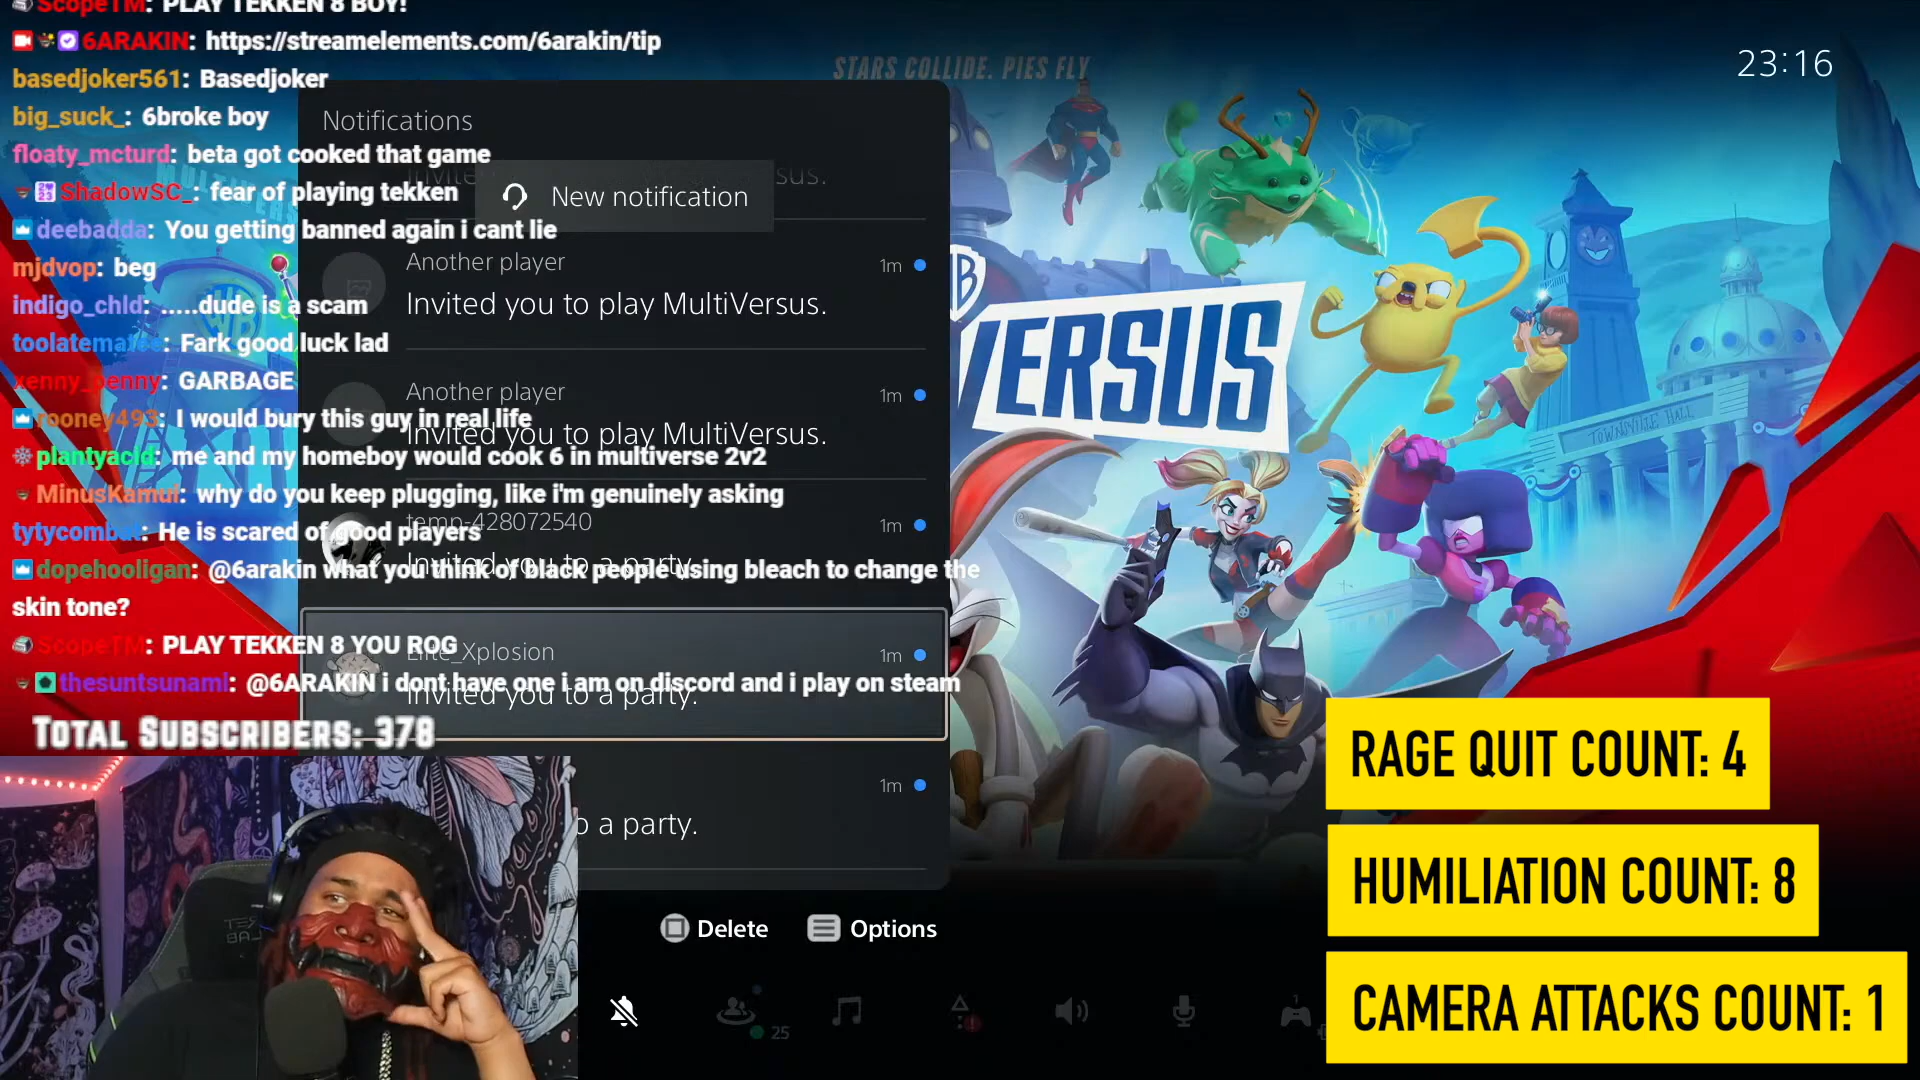 ScopeTM: PLAY TEKKEN 8 BOY!
6ARAKIN: https://streamelements.com/6arakin/tip
basedjoker561: Basedjoker
big_suck_: 6broke boy
floaty_mcturd: beta got cooked that game
ShadowSC_: fear of playing tekken
deebadda: You getting banned again i cant lie
mjdvop: beg
indigo_chld: .....dude is a scam
Fark good luck lad
GARBAGE
rooney493: I would bury this guy in real life
plantyacid: me and my homeboy would cook 6 in multiverse 2v2
MinusKamui: why do you keep plugging, like i'm genuinely asking
He is scared of good players
dopehooligan: @6arakin what you think of black people using bleach to change the
skin tone?
ScopeTM: PLAY TEKKEN 8 YOU ROG
thesuntsunami: @6ARAKIN i dont have one i am on discord and i play on steam
TOTAL SUBSCRIBERS: 378
STARS COLLIDE. PIES FLY
23:16
Notifications
New notification
Another player
1m
Invited you to play MultiVersus.
Another player
1m
Invited you to play MultiVersus.
temp-428072540
1m
Invited you to a party.
Elite_Xplosion
1m
Invited you to a party.
1m
o a party.
Delete
Options
25
WB
VERSUS
TOWNSVILLE HALL
RAGE QUIT COUNT: 4
HUMILIATION COUNT: 8
CAMERA ATTACKS COUNT: 1